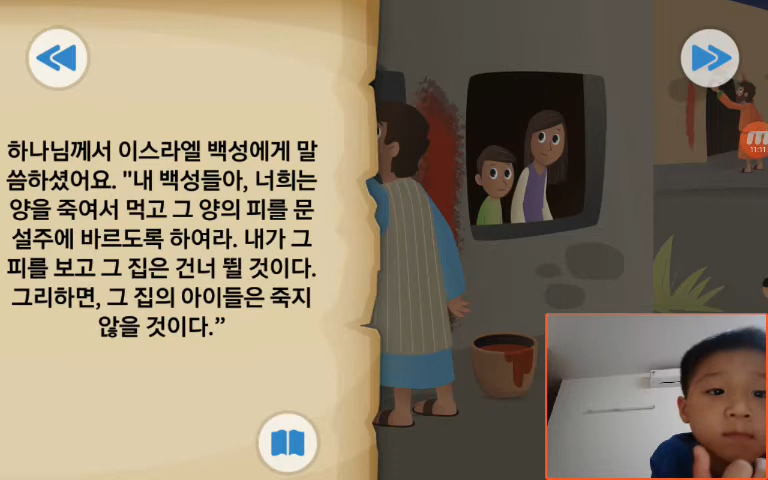 하나님께서 이스라엘 백성에게 말
씀하셨어요. "내 백성들아, 너희는
양을 죽여서 먹고 그 양의 피를 문
설주에 바르도록 하여라. 내가 그
피를 보고 그 집은 건너 뛸 것이다.
그리하면, 그 집의 아이들은 죽지
않을 것이다.”
11:11